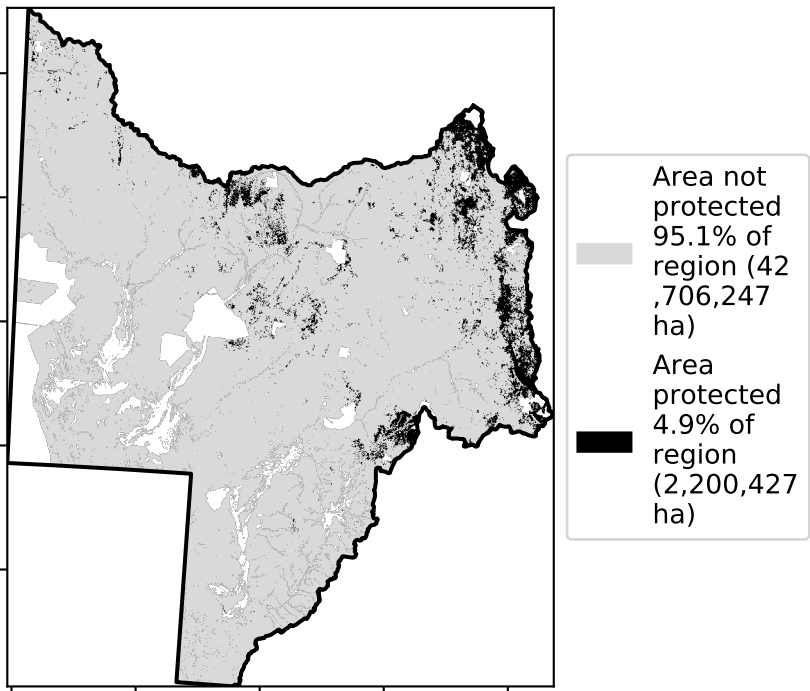 Area not
protected
95.1% of
region (42
,706,247
ha)
Area
protected
4.9% of
region
(2,200,427
ha)